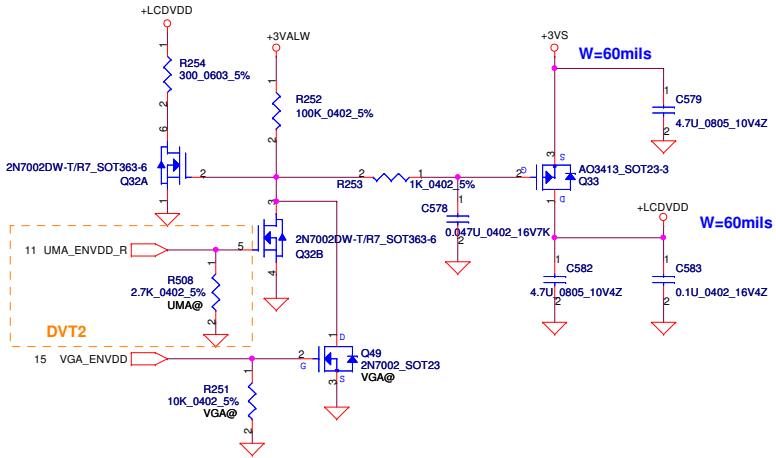 +LCDVDD
+3VALW
+3VS
W=60mils
1
R254
300_0603_5%
2
1
R252
100K_0402_5%
2
1
C579
4.7U_0805_10V4Z
2
6
2N7002DW-T/R7_SOT363-6
Q32A
2
1
2
R253
1
1K_0402_5%
C578
1
0.047U_0402_16V7K
2
3
S
G
2
AO3413_SOT23-3
Q33
D
1
+LCDVDD
W=60mils
3
2N7002DW-T/R7_SOT363-6
Q32B
5
4
11 UMA_ENVDD_R
1
R508
2.7K_0402_5%
UMA@
2
DVT2
1
C582
4.7U_0805_10V4Z
2
1
C583
0.1U_0402_16V4Z
2
15 VGA_ENVDD
1
D
2
G
Q49
2N7002_SOT23
VGA@
S
3
1
R251
10K_0402_5%
VGA@
2